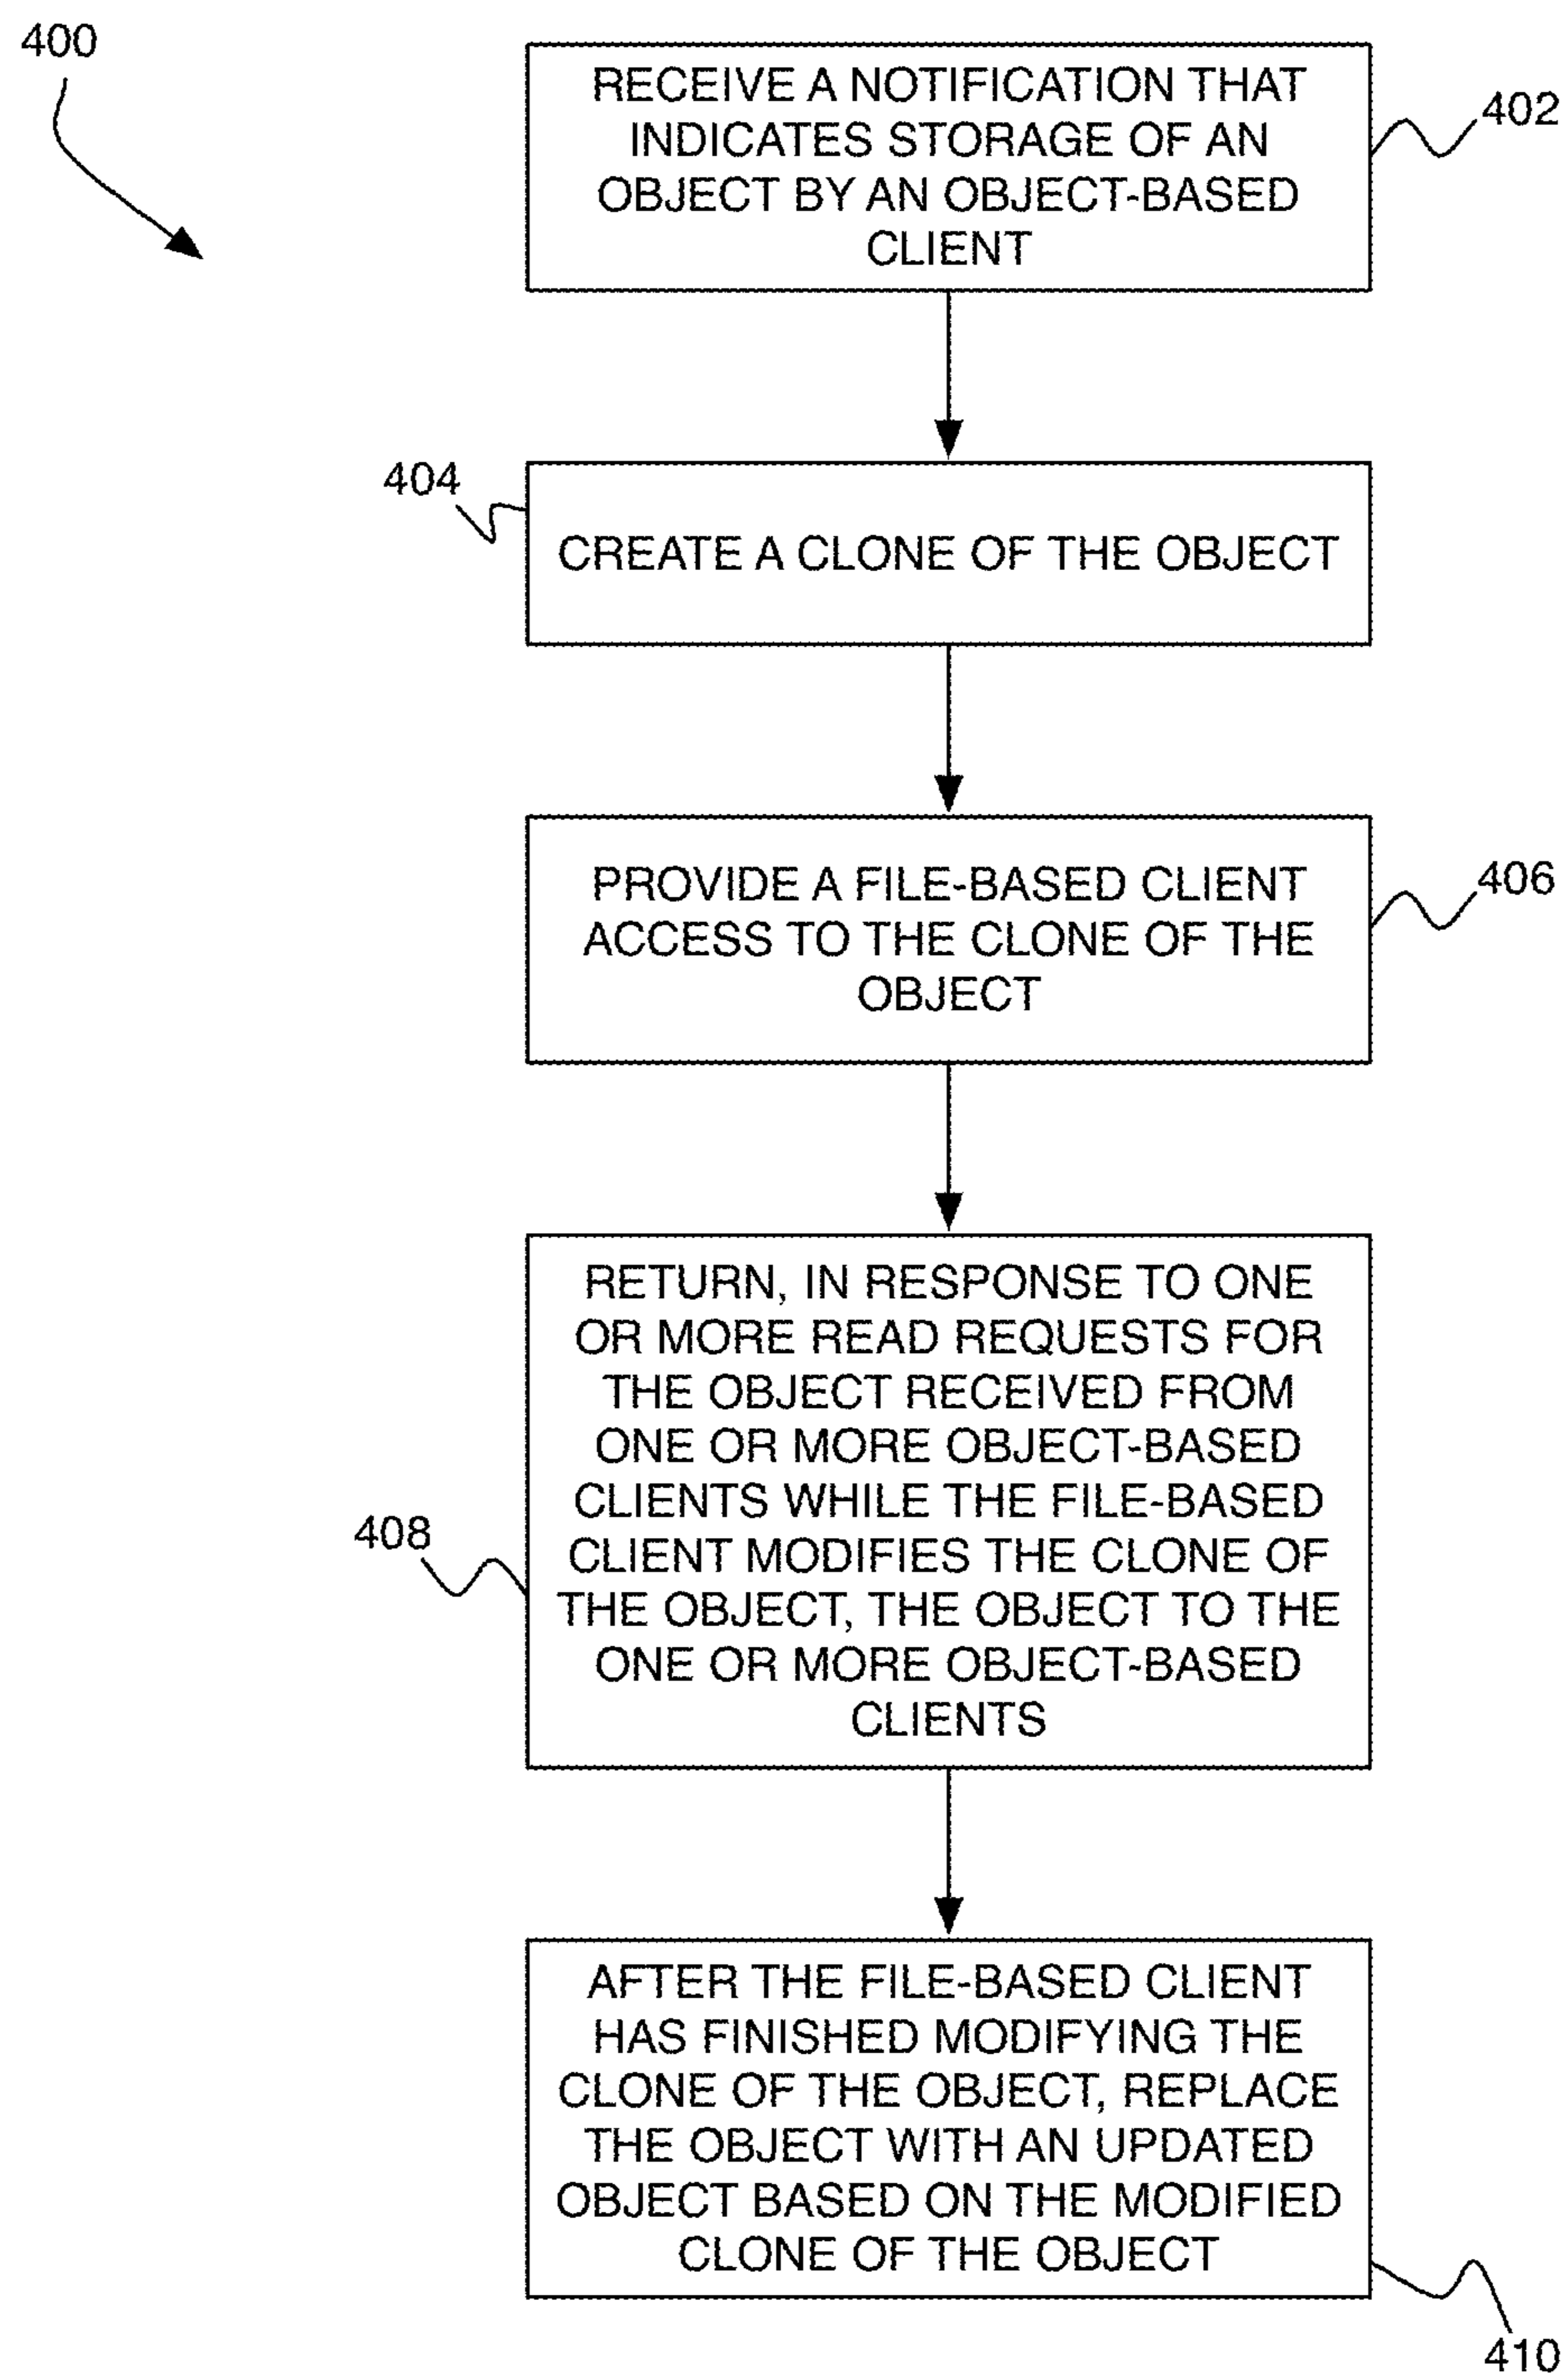 400
RECEIVE A NOTIFICATION THAT
INDICATES STORAGE OF AN
OBJECT BY AN OBJECT-BASED
CLIENT
402
404
CREATE A CLONE OF THE OBJECT
PROVIDE A FILE-BASED CLIENT
ACCESS TO THE CLONE OF THE
OBJECT
406
RETURN, IN RESPONSE TO ONE
OR MORE READ REQUESTS FOR
THE OBJECT RECEIVED FROM
ONE OR MORE OBJECT-BASED
CLIENTS WHILE THE FILE-BASED
CLIENT MODIFIES THE CLONE OF
THE OBJECT, THE OBJECT TO THE
ONE OR MORE OBJECT-BASED
CLIENTS
408
AFTER THE FILE-BASED CLIENT
HAS FINISHED MODIFYING THE
CLONE OF THE OBJECT, REPLACE
THE OBJECT WITH AN UPDATED
OBJECT BASED ON THE MODIFIED
CLONE OF THE OBJECT
410